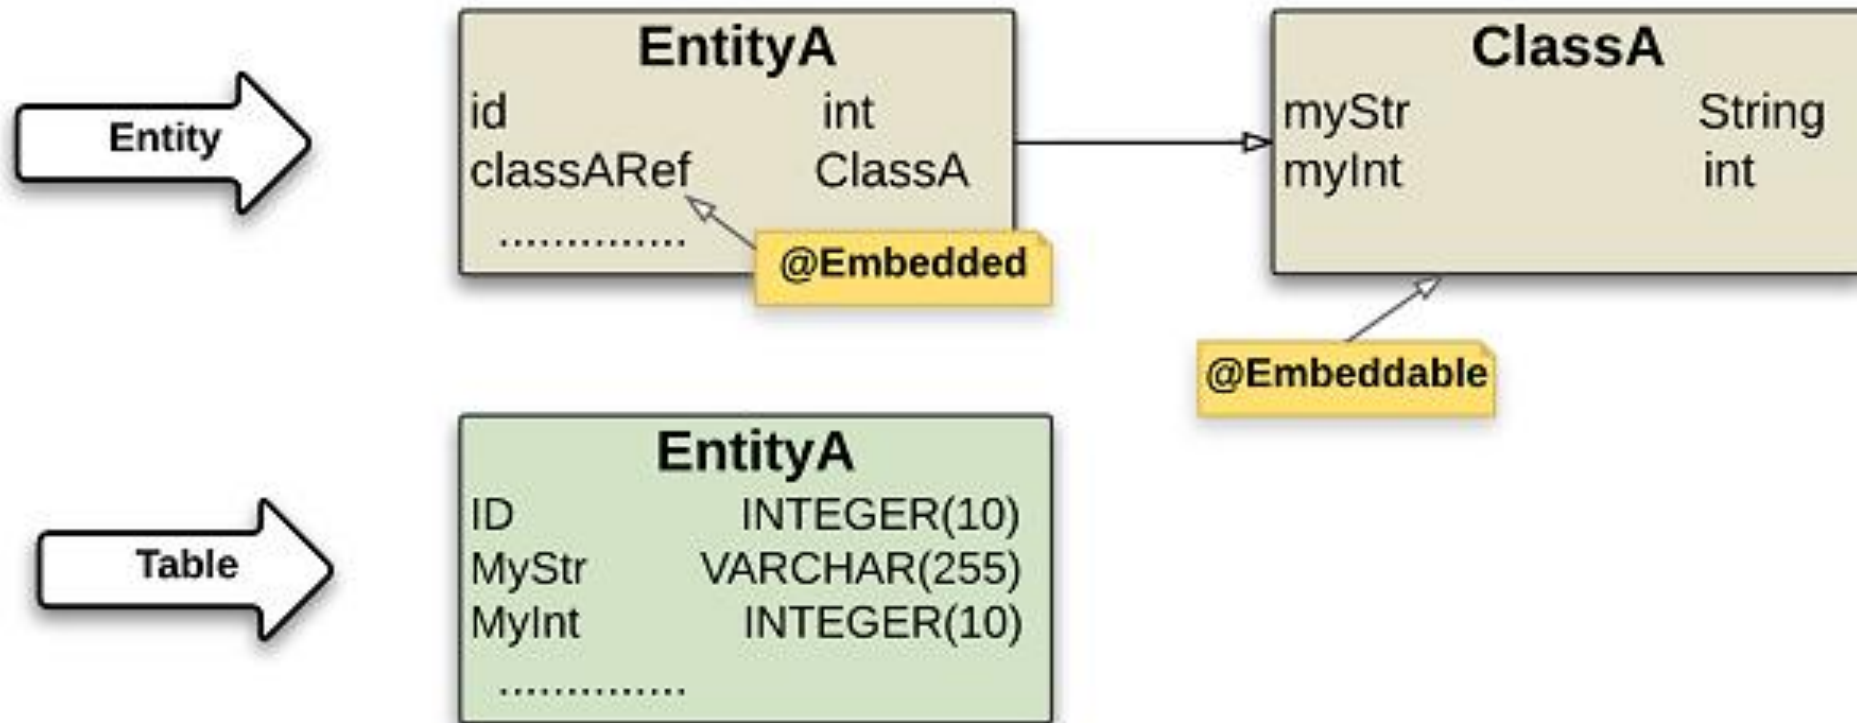 Entity
EntityA
id int
classARef ClassA
..............
@Embedded
ClassA
myStr String
myInt int
@Embeddable
Table
EntityA
ID INTEGER(10)
MyStr VARCHAR(255)
MyInt INTEGER(10)
..............